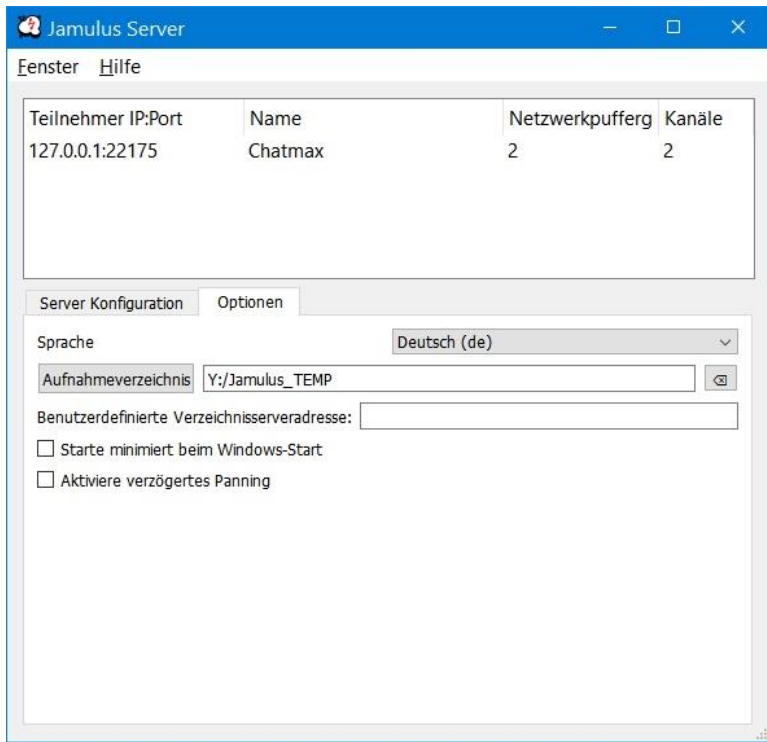 Jamulus Server
Fenster Hilfe
Teilnehmer IP:Port Name Netzwerkpufferg Kanäle
127.0.0.1:22175 Chatmax 2 2
Server Konfiguration Optionen
Sprache Deutsch (de)
Aufnahmeverzeichnis Y:/Jamulus_TEMP
Benutzerdefinierte Verzeichnisserveradresse:
Starte minimiert beim Windows-Start
Aktiviere verzögertes Panning